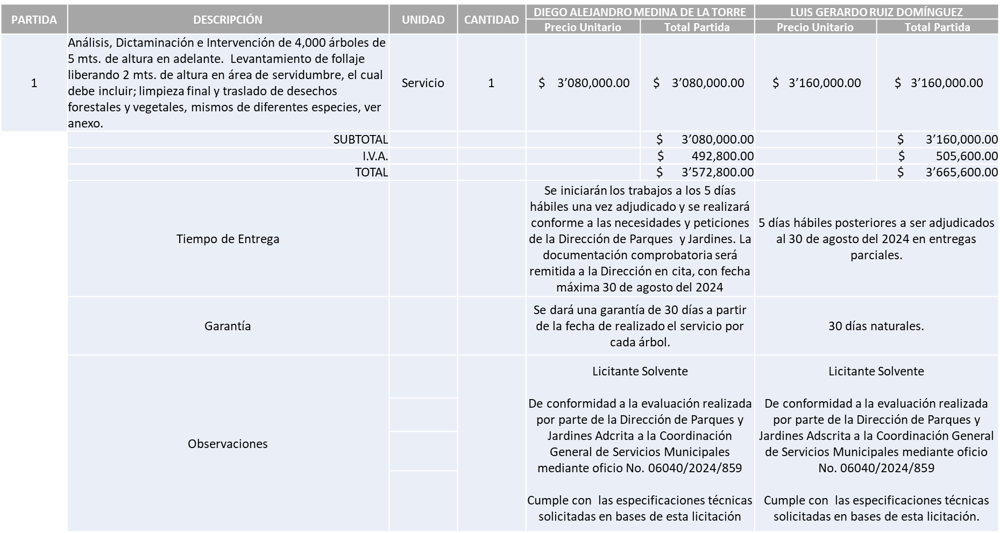 PARTIDA DESCRIPCIÓN UNIDAD CANTIDAD DIEGO ALEJANDRO MEDINA DE LA TORRE LUIS GERARDO RUIZ DOMÍNGUEZ
Precio Unitario Total Partida Precio Unitario Total Partida
1
Análisis, Dictaminación e Intervención de 4,000 árboles de
5 mts. de altura en adelante.  Levantamiento de follaje
liberando 2 mts. de altura en área de servidumbre, el cual
debe incluir; limpieza final y traslado de desechos
forestales y vegetales, mismos de diferentes especies, ver
anexo.
Servicio 1 $ 3’080,000.00 $ 3’080,000.00 $ 3’160,000.00 $ 3’160,000.00
SUBTOTAL $ 3’080,000.00 $ 3’160,000.00
I.V.A. $ 492,800.00 $ 505,600.00
TOTAL $ 3’572,800.00 $ 3’665,600.00
Tiempo de Entrega
Se iniciarán los trabajos a los 5 días
hábiles una vez adjudicado y se realizará
conforme a las necesidades y peticiones
de la Dirección de Parques  y Jardines. La
documentación comprobatoria será
remitida a la Dirección en cita, con fecha
máxima 30 de agosto del 2024
5 días hábiles posteriores a ser adjudicados
al 30 de agosto del 2024 en entregas
parciales.
Garantía
Se dará una garantía de 30 días a partir
de la fecha de realizado el servicio por
cada árbol.
30 días naturales.
Observaciones
Licitante Solvente
De conformidad a la evaluación realizada
por parte de la Dirección de Parques y
Jardines Adcrita a la Coordinación
General de Servicios Municipales
mediante oficio No. 06040/2024/859
Cumple con  las especificaciones técnicas
solicitadas en bases de esta licitación
Licitante Solvente
De conformidad a la evaluación realizada
por parte de la Dirección de Parques y
Jardines Adscrita a la Coordinación General
de Servicios Municipales mediante oficio
No. 06040/2024/859
Cumple con  las especificaciones técnicas
solicitadas en bases de esta licitación.